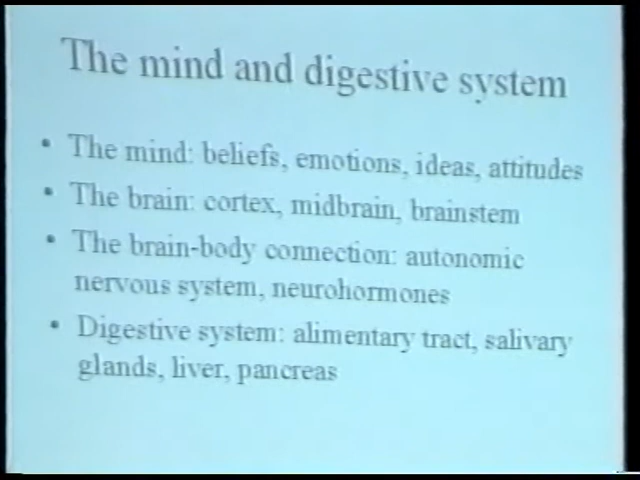 The mind and digestive system
• The mind: beliefs, emotions, ideas, attitudes
• The brain: cortex, midbrain, brainstem
• The brain-body connection: autonomic
nervous system, neurohormones
• Digestive system: alimentary tract, salivary
glands, liver, pancreas